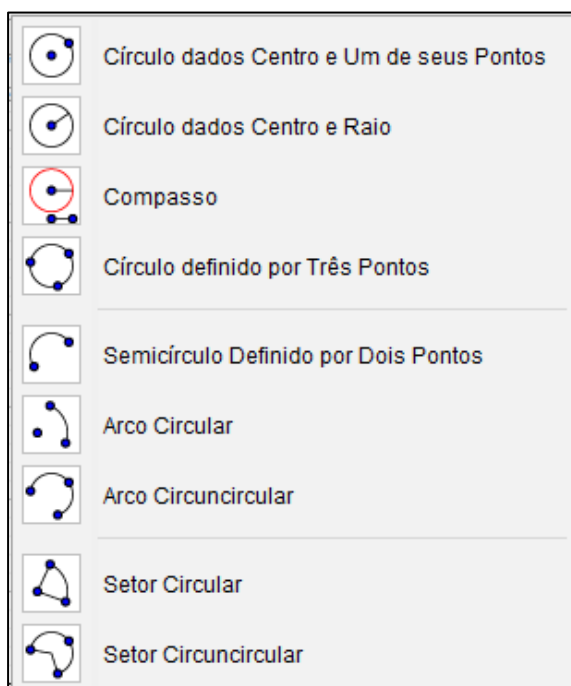 Círculo dados Centro e Um de seus Pontos
Círculo dados Centro e Raio
Compasso
Círculo definido por Três Pontos
Semicírculo Definido por Dois Pontos
Arco Circular
Arco Circuncircular
Setor Circular
Setor Circuncircular